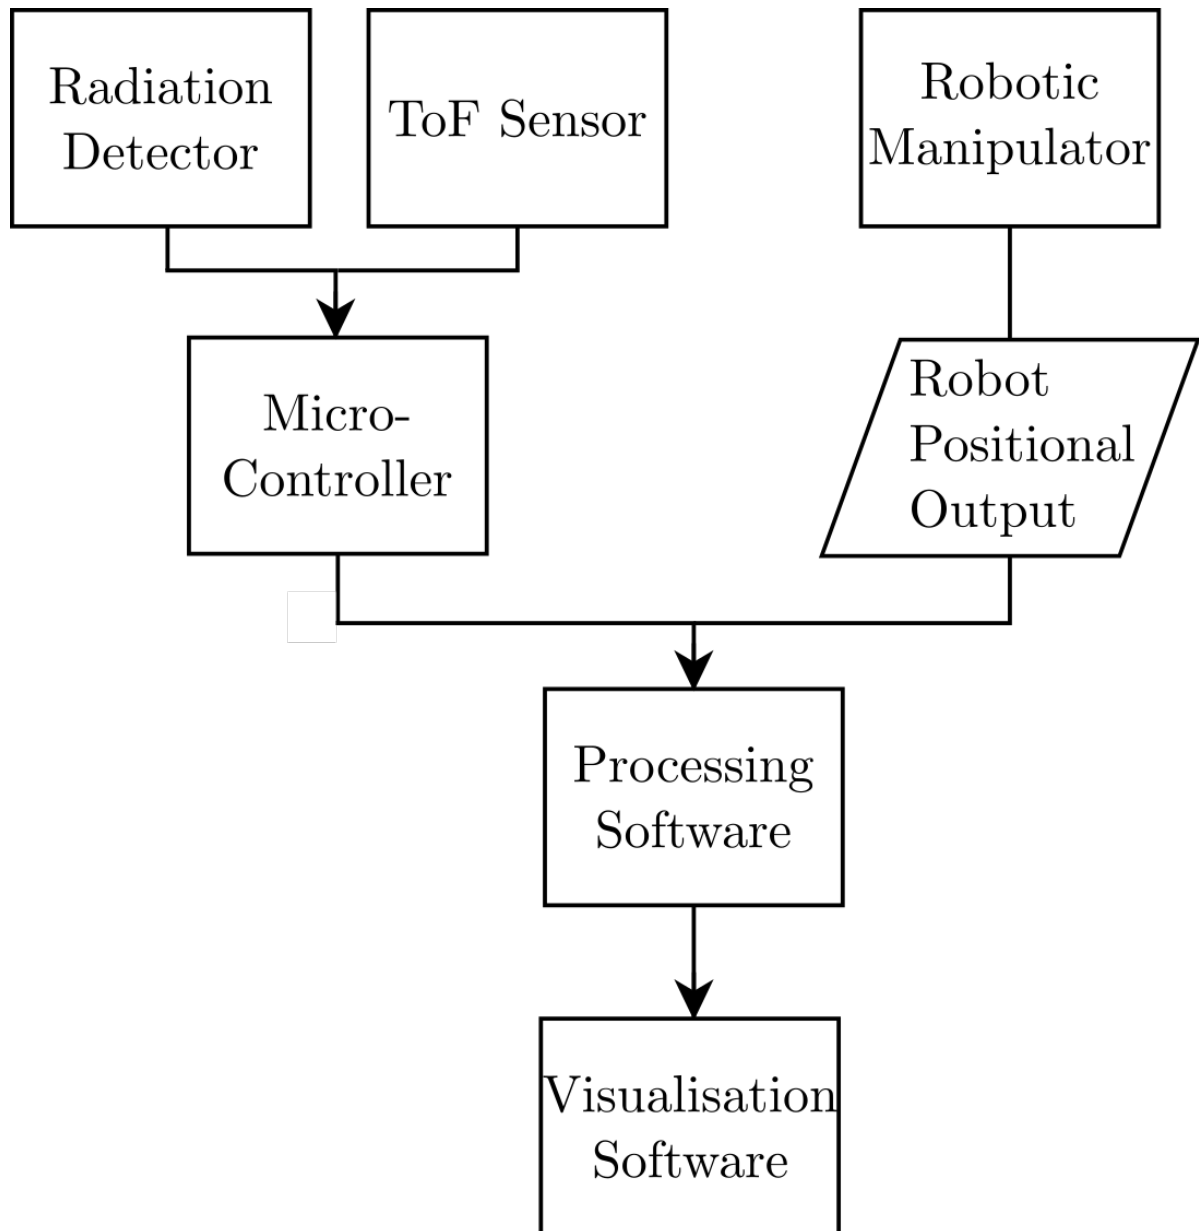 Radiation
Detector
ToF Sensor
Robotic
Manipulator
Micro-
Controller
Robot
Positional
Output
Processing
Software
Visualisation
Software